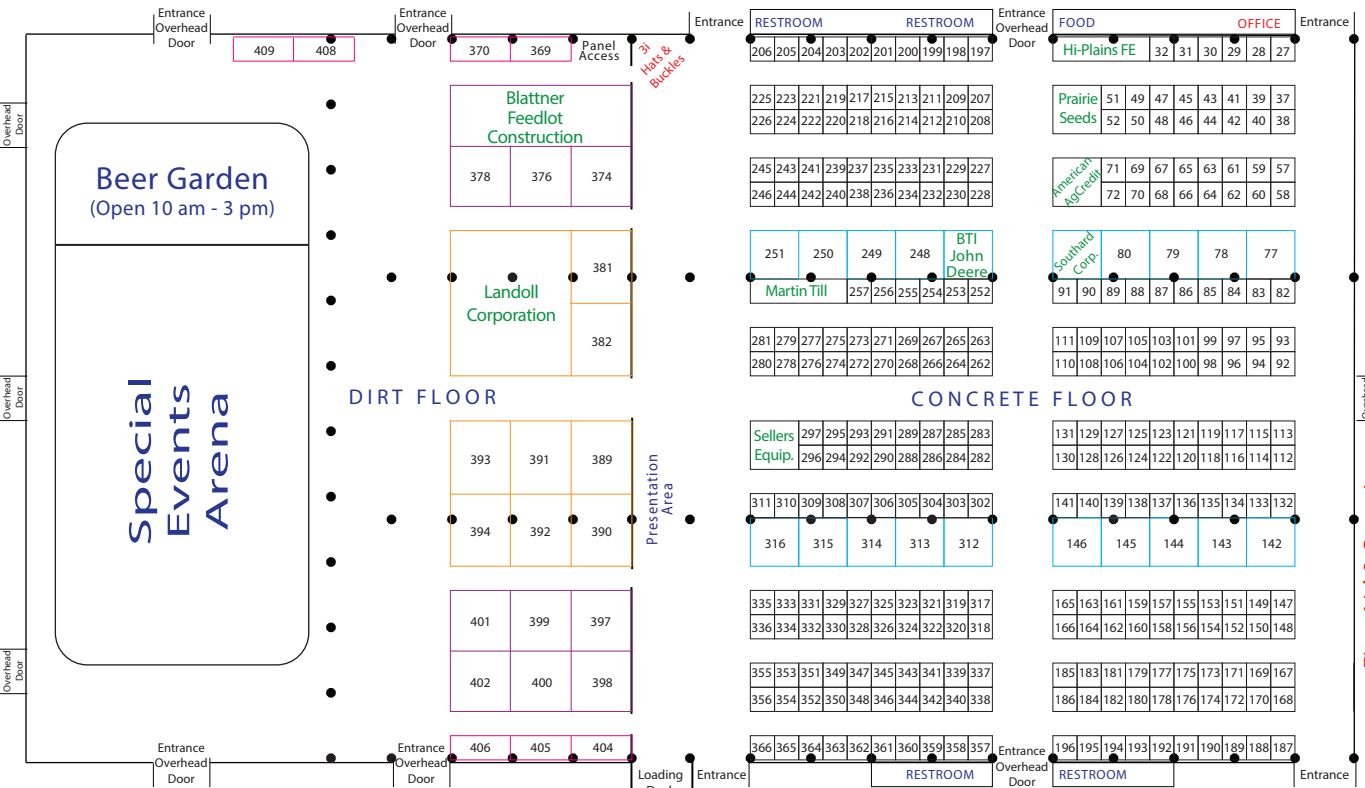 Entrance
Overhead
Door
Entrance
Overhead
Door
Entrance
RESTROOM RESTROOM
Entrance
Overhead
Door
FOOD OFFICE
Entrance
409 408
370 369
Panel
Access
3i
Hats &
Buckles
206 205 204 203 202 201 200 199 198 197
Hi-Plains FE 32 31 30 29 28 27
Overhead
Door
Beer Garden
(Open 10 am - 3 pm)
Blattner
Feedlot
Construction
378 376 374
225 223 221 219 217 215 213 211 209 207
226 224 222 220 218 216 214 212 210 208
Prairie
Seeds
51 49 47 45 43 41 39 37
52 50 48 46 44 42 40 38
245 243 241 239 237 235 233 231 229 227
246 244 242 240 238 236 234 232 230 228
American
AgCredit
71 69 67 65 63 61 59 57
72 70 68 66 64 62 60 58
Landoll
Corporation
381
382
251 250 249 248
BTI
John
Deere
Martin Till 257 256 255 254 253 252
Southard
Corp.
80 79 78 77
91 90 89 88 87 86 85 84 83 82
281 279 277 275 273 271 269 267 265 263
280 278 276 274 272 270 268 266 264 262
111 109 107 105 103 101 99 97 95 93
110 108 106 104 102 100 98 96 94 92
Overhead
Door
Special
Events
Arena
DIRT FLOOR
CONCRETE FLOOR
393 391 389
394 392 390
Presentation
Area
Sellers
Equip.
297 295 293 291 289 287 285 283
296 294 292 290 288 286 284 282
131 129 127 125 123 121 119 117 115 113
130 128 126 124 122 120 118 116 114 112
311 310 309 308 307 306 305 304 303 302
316 315 314 313 312
141 140 139 138 137 136 135 134 133 132
146 145 144 143 142
401 399 397
402 400 398
335 333 331 329 327 325 323 321 319 317
336 334 332 330 328 326 324 322 320 318
165 163 161 159 157 155 153 151 149 147
166 164 162 160 158 156 154 152 150 148
Overhead
Door
355 353 351 349 347 345 343 341 339 337
356 354 352 350 348 346 344 342 340 338
185 183 181 179 177 175 173 171 169 167
186 184 182 180 178 176 174 172 170 168
Entrance
Overhead
Door
Entrance
Overhead
Door
406 405 404
366 365 364 363 362 361 360 359 358 357
196 195 194 193 192 191 190 189 188 187
Loading
Entrance
RESTROOM
Entrance
Overhead
Door
RESTROOM
Entrance